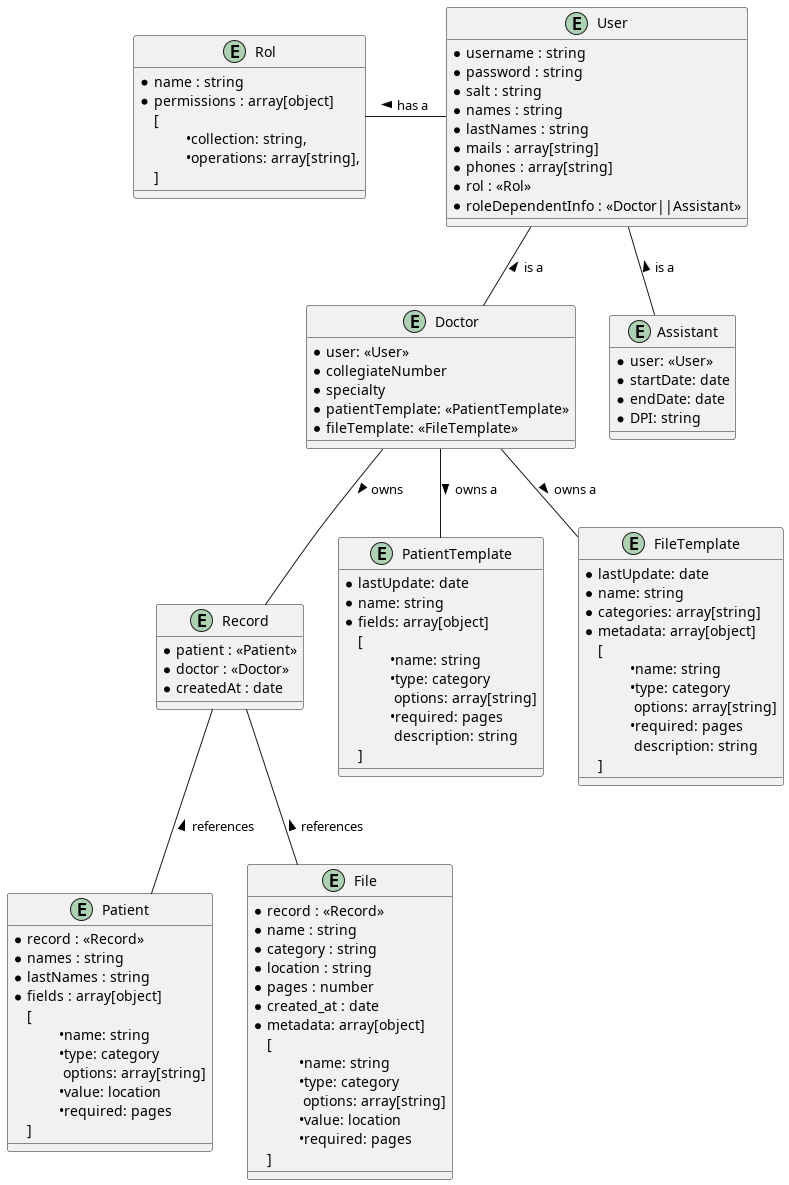 E User
* username : string
* password : string
* salt : string
* names : string
* lastNames : string
* mails : array[string]
* phones : array[string]
* rol : «Rol»
* roleDependentInfo : «Doctor||Assistant»
E Rol
* name : string
* permissions : array[object]
[
•collection: string,
•operations: array[string],
]
has a
is a
is a
E Doctor
* user: «User»
* collegiateNumber
* specialty
* patientTemplate: «PatientTemplate»
* fileTemplate: «FileTemplate»
E Assistant
* user: «User»
* startDate: date
* endDate: date
* DPI: string
owns
owns a
owns a
E Record
* patient : «Patient»
* doctor : «Doctor»
* createdAt : date
E PatientTemplate
* lastUpdate: date
* name: string
* fields: array[object]
[
•name: string
•type: category
options: array[string]
•required: pages
description: string
]
E FileTemplate
* lastUpdate: date
* name: string
* categories: array[string]
* metadata: array[object]
[
•name: string
•type: category
options: array[string]
•required: pages
description: string
]
references
references
E Patient
* record : «Record»
* names : string
* lastNames : string
* fields : array[object]
[
•name: string
•type: category
options: array[string]
•value: location
•required: pages
]
E File
* record : «Record»
* name : string
* category : string
* location : string
* pages : number
* created_at : date
* metadata: array[object]
[
•name: string
•type: category
options: array[string]
•value: location
•required: pages
]